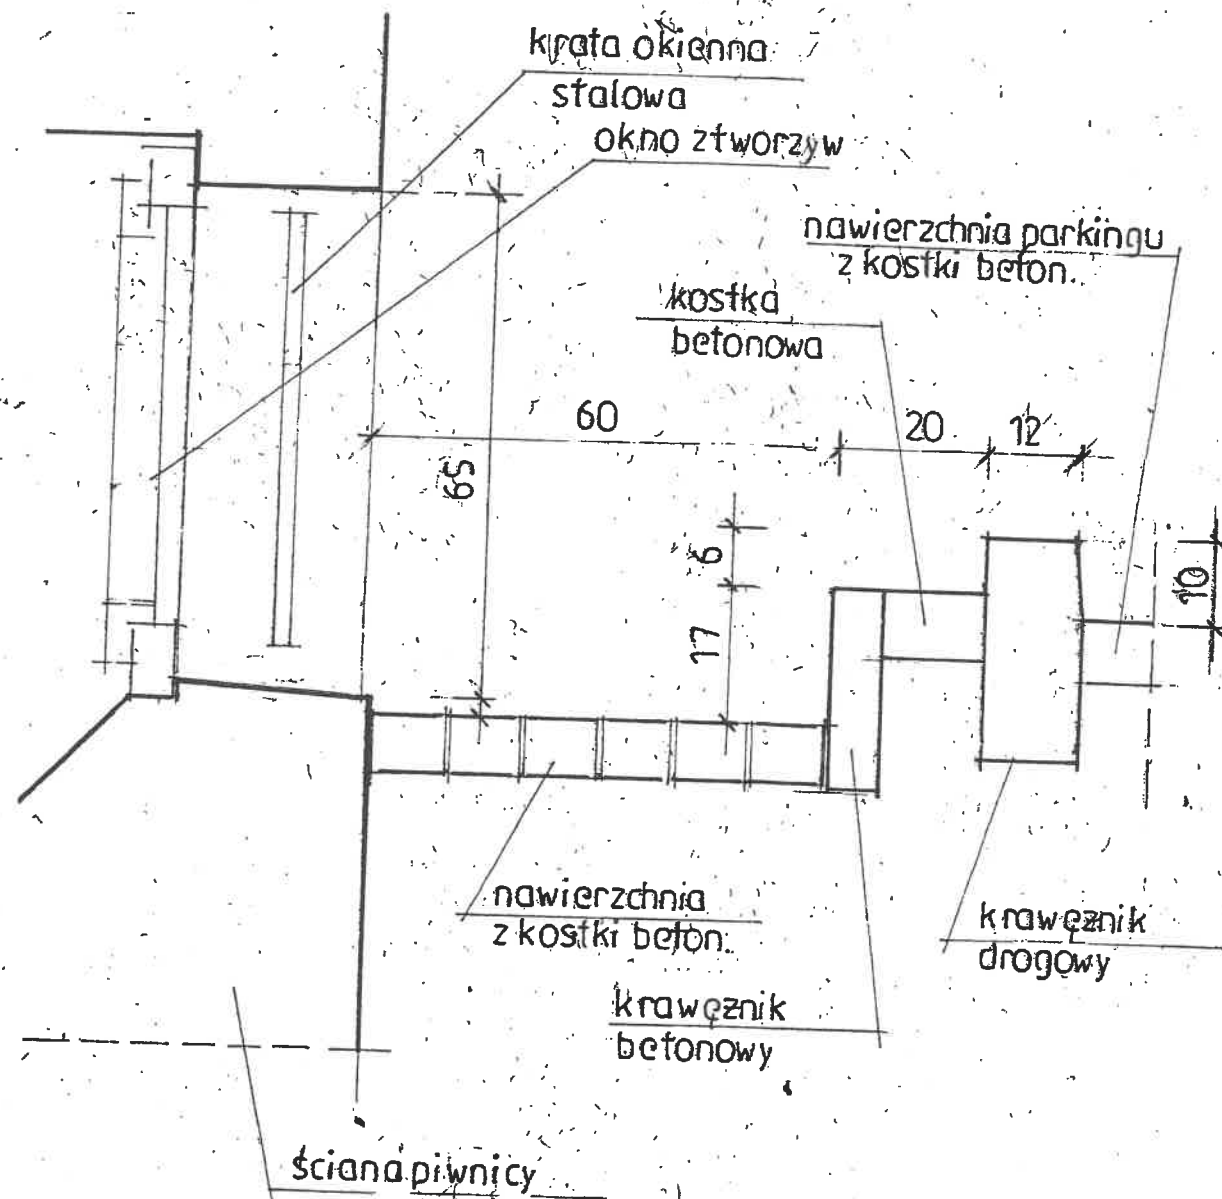 krata okienna
stalowa
okno ztworzyw
nawierzchnia parkingu
z kostki beton.
kostka
betonowa
60
20
12
65
6
17
10
nawierzchnia
z kostki beton.
krawężnik
drogowy
krawężnik
betonowy
ściana piwnicy